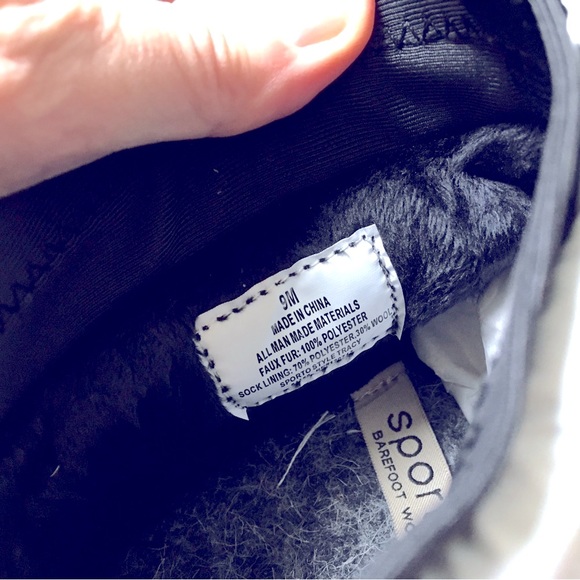 9M
MADE IN CHINA
ALL MAN MADE MATERIALS
FAUX FUR: 100% POLYESTER
SOCK LINING: 70% POLYESTER, 30% WOOL
SPORTO STYLE TRACY
spor
BAREFOOT WO